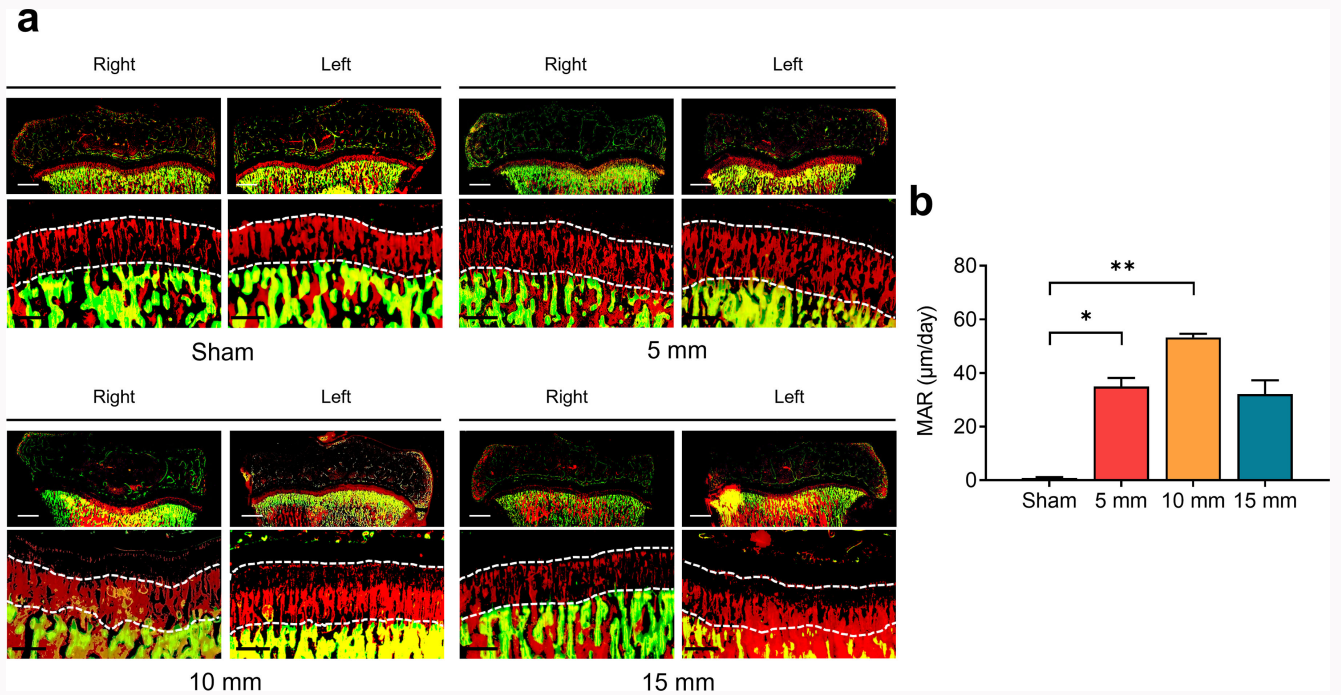 a
Right Left Right Left
Sham 5 mm
Right Left Right Left
10 mm 15 mm
b
MAR (μm/day)
80
60
40
20
0
**
*
Sham 5 mm 10 mm 15 mm